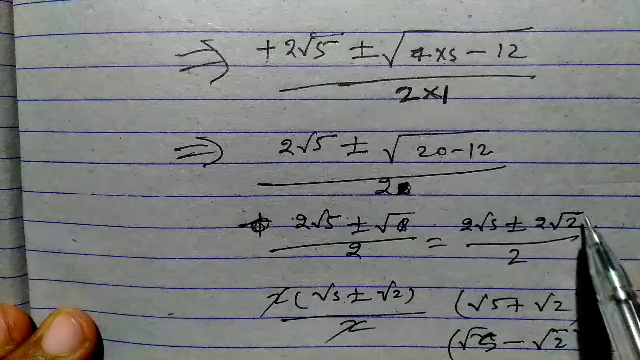 ⇒ +2√5 ± √(4×5 − 12) / 2×1
⇒ 2√5 ± √(20−12) / 2
2√5 ± √8 / 2 = 2√5 ± 2√2 / 2
2(√5 ± √2) / 2 (√5 + √2
(√5 − √2